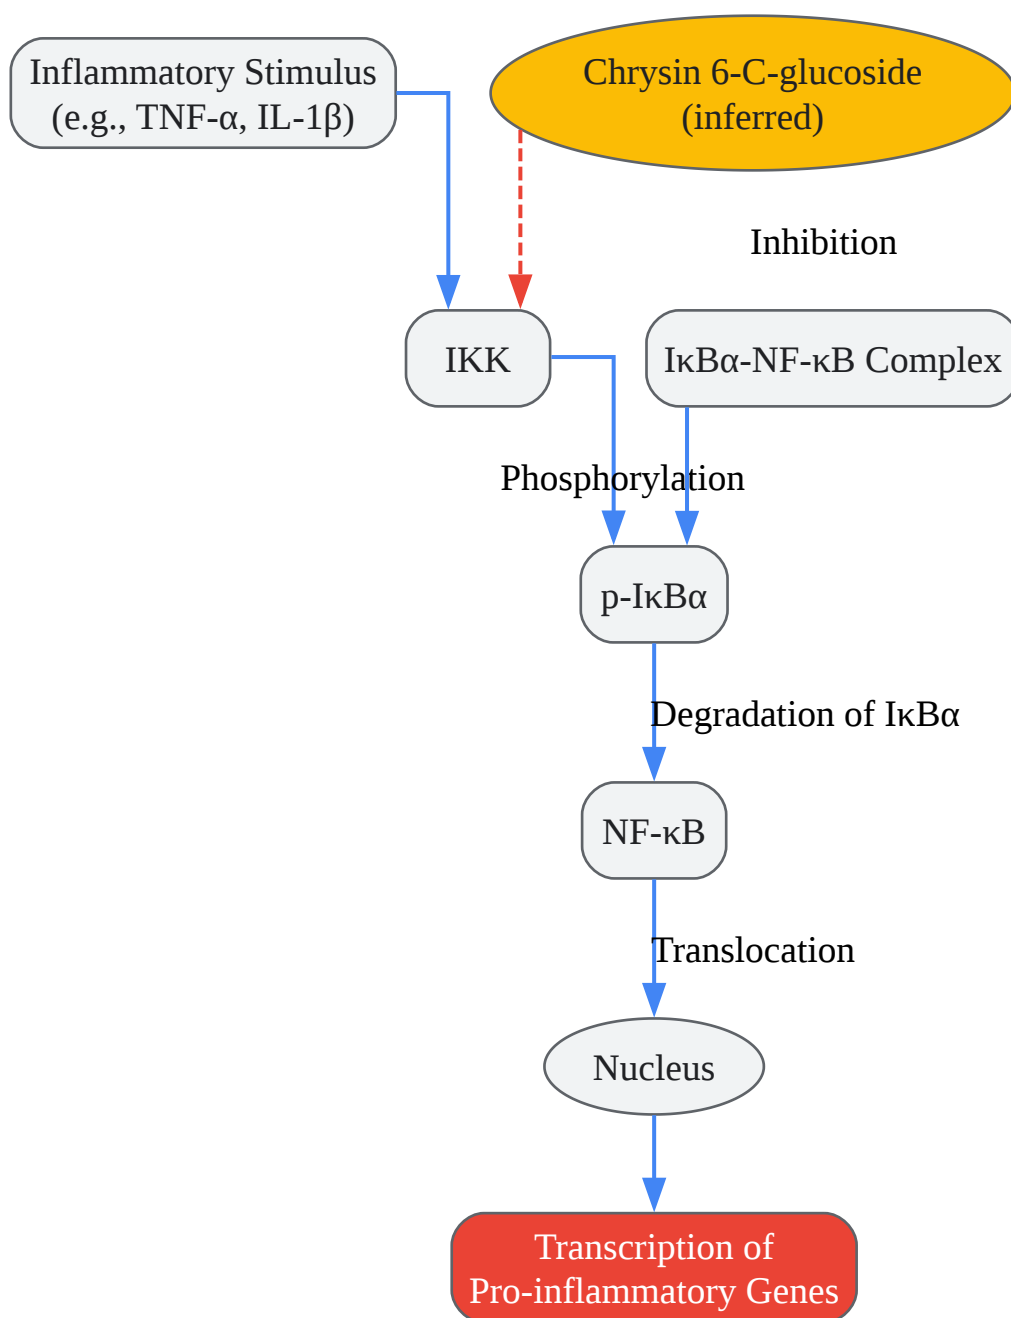 Inflammatory Stimulus
(e.g., TNF-α, IL-1β)
Chrysin 6-C-glucoside
(inferred)
Inhibition
IKK
IκBα-NF-κB Complex
Phosphorylation
p-IκBα
Degradation of IκBα
NF-κB
Translocation
Nucleus
Transcription of
Pro-inflammatory Genes